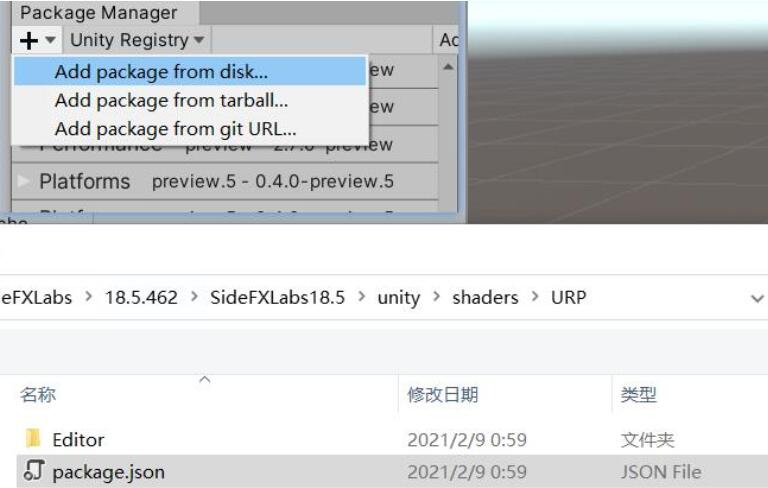 Package Manager
+ Unity Registry Ad
Add package from disk... ew
Add package from tarball... ew
Add package from git URL...
Performance preview - 2.7.0-preview
Platforms preview.5 - 0.4.0-preview.5
eFXLabs > 18.5.462 > SideFXLabs18.5 > unity > shaders > URP
名称 修改日期 类型
Editor 2021/2/9 0:59 文件夹
package.json 2021/2/9 0:59 JSON File